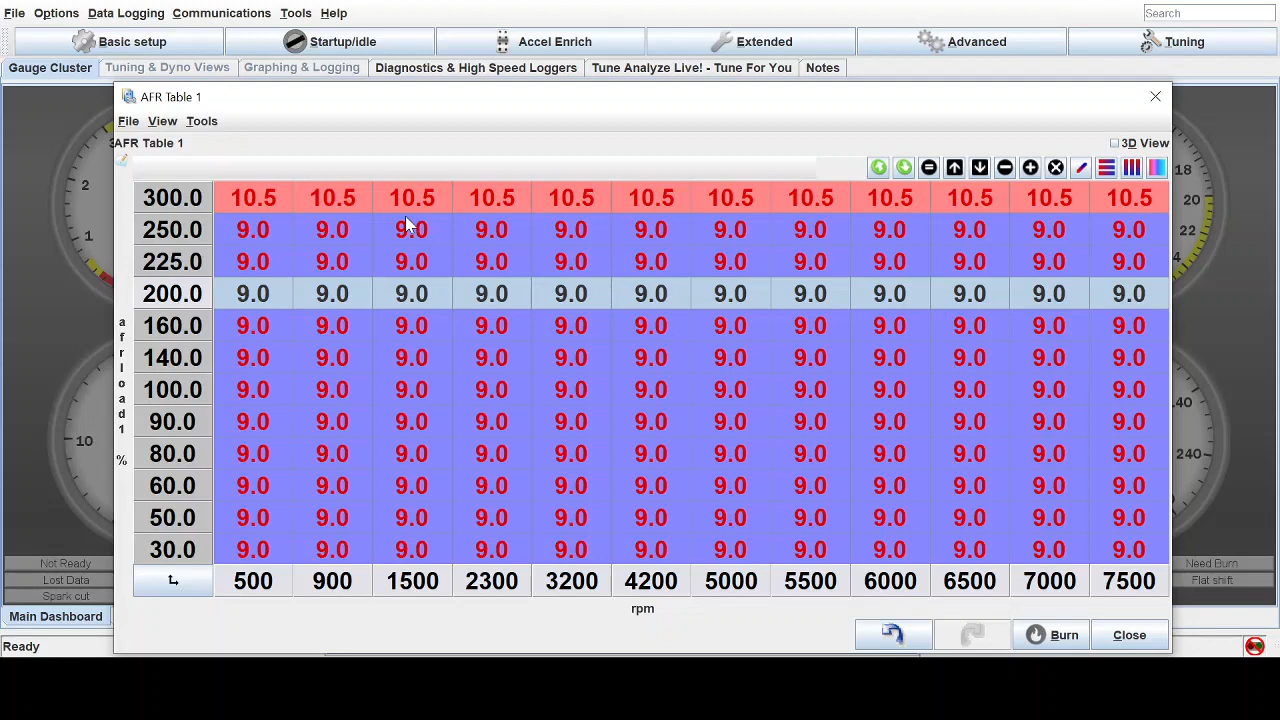 File Options Data Logging Communications Tools Help Search
Basic setup Startup/idle Accel Enrich Extended Advanced Tuning
Gauge Cluster Tuning & Dyno Views Graphing & Logging Diagnostics & High Speed Loggers Tune Analyze Live! - Tune For You Notes
AFR Table 1
File View Tools
AFR Table 1 3D View
300.0 10.5 10.5 10.5 10.5 10.5 10.5 10.5 10.5 10.5 10.5 10.5 10.5
250.0 9.0 9.0 9.0 9.0 9.0 9.0 9.0 9.0 9.0 9.0 9.0 9.0
225.0 9.0 9.0 9.0 9.0 9.0 9.0 9.0 9.0 9.0 9.0 9.0 9.0
200.0 9.0 9.0 9.0 9.0 9.0 9.0 9.0 9.0 9.0 9.0 9.0 9.0
160.0 9.0 9.0 9.0 9.0 9.0 9.0 9.0 9.0 9.0 9.0 9.0 9.0
140.0 9.0 9.0 9.0 9.0 9.0 9.0 9.0 9.0 9.0 9.0 9.0 9.0
100.0 9.0 9.0 9.0 9.0 9.0 9.0 9.0 9.0 9.0 9.0 9.0 9.0
90.0 9.0 9.0 9.0 9.0 9.0 9.0 9.0 9.0 9.0 9.0 9.0 9.0
80.0 9.0 9.0 9.0 9.0 9.0 9.0 9.0 9.0 9.0 9.0 9.0 9.0
60.0 9.0 9.0 9.0 9.0 9.0 9.0 9.0 9.0 9.0 9.0 9.0 9.0
50.0 9.0 9.0 9.0 9.0 9.0 9.0 9.0 9.0 9.0 9.0 9.0 9.0
30.0 9.0 9.0 9.0 9.0 9.0 9.0 9.0 9.0 9.0 9.0 9.0 9.0
500 900 1500 2300 3200 4200 5000 5500 6000 6500 7000 7500
afrload1 %
rpm
Burn Close
2
1
10
18
20
22
24
40
240
Not Ready
Lost Data
Spark cut
Need Burn
Flat shift
Main Dashboard
Ready